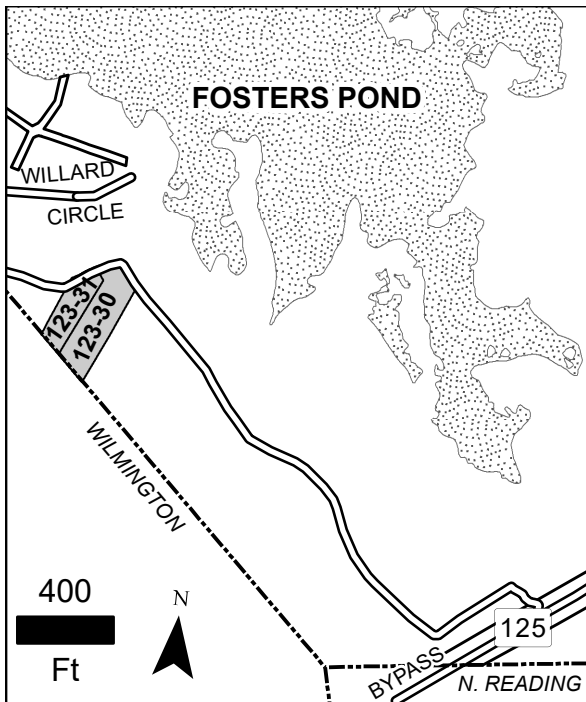 FOSTERS POND
WILLARD
CIRCLE
123-31
123-30
WILMINGTON
400
Ft
N
125
BYPASS
N. READING